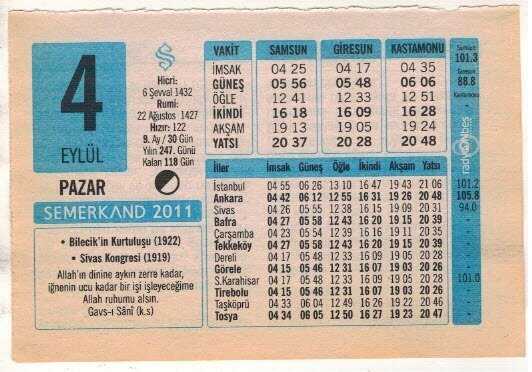 4
EYLÜL
PAZAR
Hicri:
6 Şevval 1432
Rumi:
22 Ağustos 1427
Hızır: 122
9. Ay / 30 Gün
Yılın 247. Günü
Kalan 118 Gün
SEMERKAND 2011
• Bilecik'in Kurtuluşu (1922)
• Sivas Kongresi (1919)
Allah'ın dinine aykırı zerre kadar,
iğnenin ucu kadar bir işi işleyeceğime
Allah ruhumu alsın.
Gavs-ı Sânî (k.s)
VAKİT SAMSUN GİRESUN KASTAMONU
İMSAK 04 25 04 17 04 35
GÜNEŞ 05 56 05 48 06 06
ÖĞLE 12 41 12 33 12 51
İKİNDİ 16 18 16 09 16 28
AKŞAM 19 13 19 05 19 24
YATSI 20 37 20 28 20 48
İller İmsak Güneş Öğle İkindi Akşam Yatsı
İstanbul 04 55 06 26 13 10 16 47 19 43 21 06
Ankara 04 42 06 12 12 55 16 31 19 26 20 48
Sivas 04 26 05 55 12 38 16 14 19 09 20 30
Bafra 04 27 05 58 12 43 16 20 19 15 20 39
Çarşamba 04 23 05 54 12 39 16 16 19 12 20 35
Tekkeköy 04 27 05 58 12 43 16 20 19 15 20 39
Dereli 04 17 05 48 12 33 16 09 19 05 20 28
Görele 04 15 05 46 12 31 16 07 19 03 20 26
S.Karahisar 04 17 05 47 12 31 16 08 19 03 20 25
Tirebolu 04 15 05 46 12 31 16 07 19 03 20 26
Taşköprü 04 33 06 04 12 49 16 26 19 22 20 46
Tosya 04 34 06 05 12 50 16 27 19 23 20 47
101.3
Samsun
88.8
Kastamonu
radyo 15beş
101.2
105.8
94.0
101.0